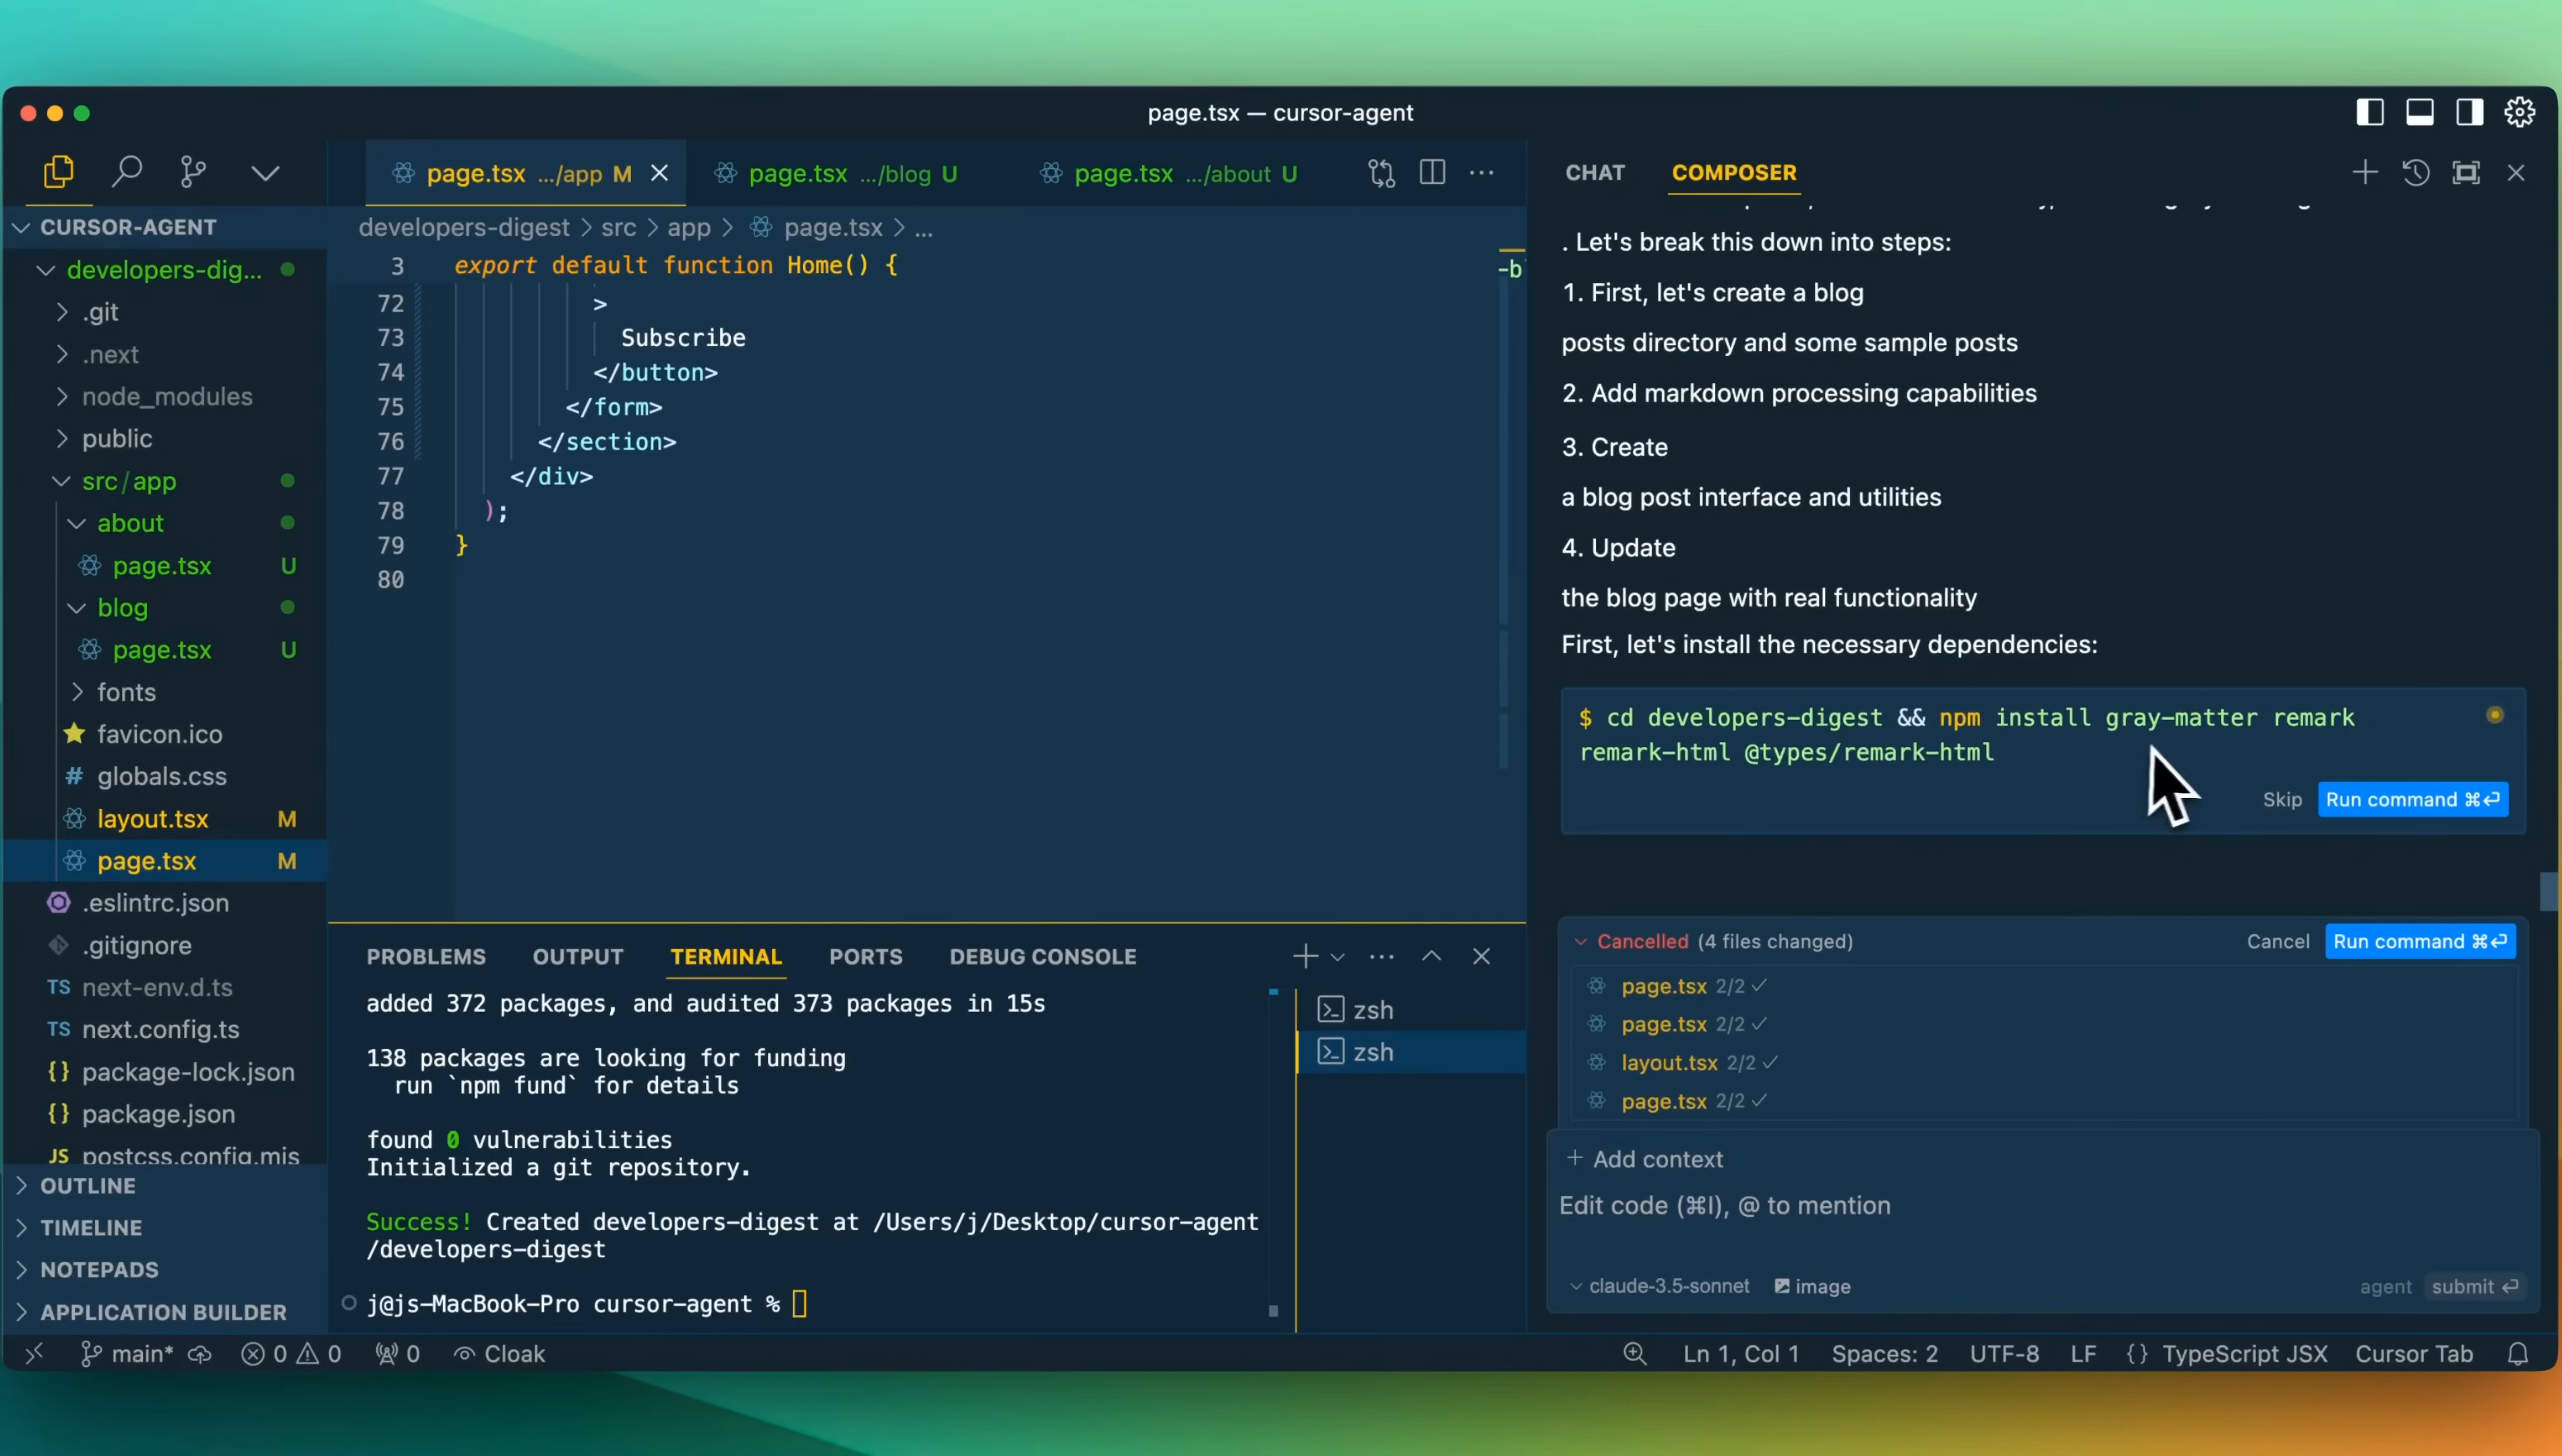 page.tsx — cursor-agent
page.tsx .../app M
page.tsx .../blog U
page.tsx .../about U
CHAT
COMPOSER
CURSOR-AGENT
developers-dig...
.git
.next
node_modules
public
src/app
about
page.tsx U
blog
page.tsx U
fonts
favicon.ico
# globals.css
layout.tsx M
page.tsx M
.eslintrc.json
.gitignore
TS next-env.d.ts
TS next.config.ts
{} package-lock.json
{} package.json
JS postcss.config.mjs
OUTLINE
TIMELINE
NOTEPADS
APPLICATION BUILDER
developers-digest > src > app > page.tsx > ...
3 export default function Home() {
72 >
73 Subscribe
74 </button>
75 </form>
76 </section>
77 </div>
78 );
79 }
80
-b
PROBLEMS
OUTPUT
TERMINAL
PORTS
DEBUG CONSOLE
added 372 packages, and audited 373 packages in 15s
138 packages are looking for funding
run `npm fund` for details
found 0 vulnerabilities
Initialized a git repository.
Success! Created developers-digest at /Users/j/Desktop/cursor-agent
/developers-digest
j@js-MacBook-Pro cursor-agent %
zsh
zsh
. Let's break this down into steps:
1. First, let's create a blog
posts directory and some sample posts
2. Add markdown processing capabilities
3. Create
a blog post interface and utilities
4. Update
the blog page with real functionality
First, let's install the necessary dependencies:
$ cd developers-digest && npm install gray-matter remark
remark-html @types/remark-html
Skip
Run command ⌘⏎
Cancelled (4 files changed)
Cancel
Run command ⌘⏎
page.tsx 2/2 ✓
page.tsx 2/2 ✓
layout.tsx 2/2 ✓
page.tsx 2/2 ✓
+ Add context
Edit code (⌘I), @ to mention
claude-3.5-sonnet
image
agent
submit ⏎
main*
0
0
0
Cloak
Ln 1, Col 1
Spaces: 2
UTF-8
LF
{} TypeScript JSX
Cursor Tab